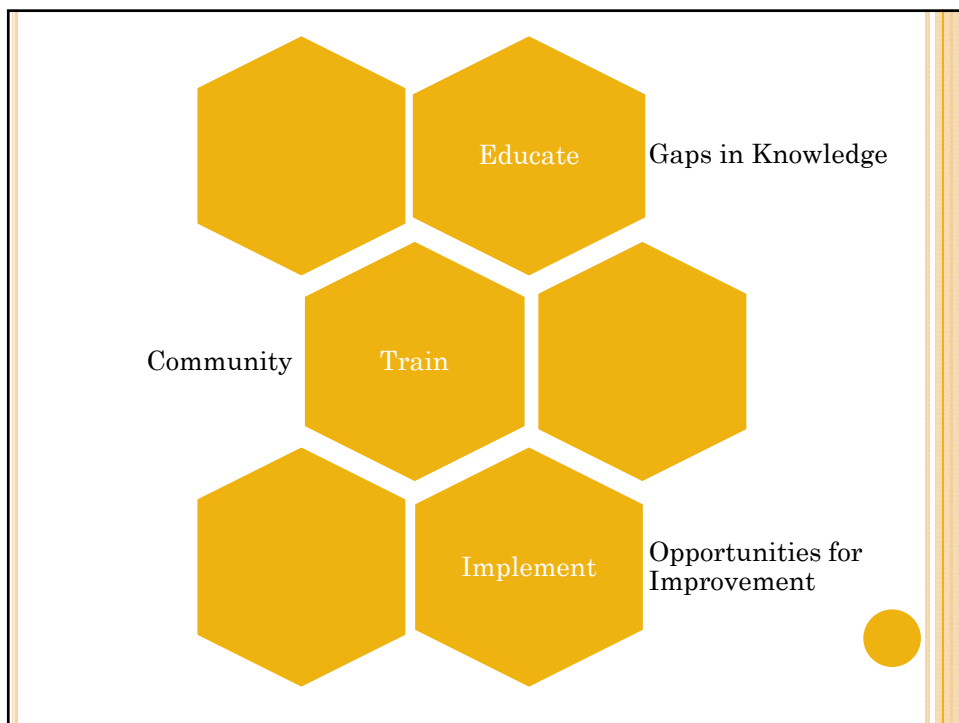 Educate
Gaps in Knowledge
Community
Train
Implement
Opportunities for
Improvement